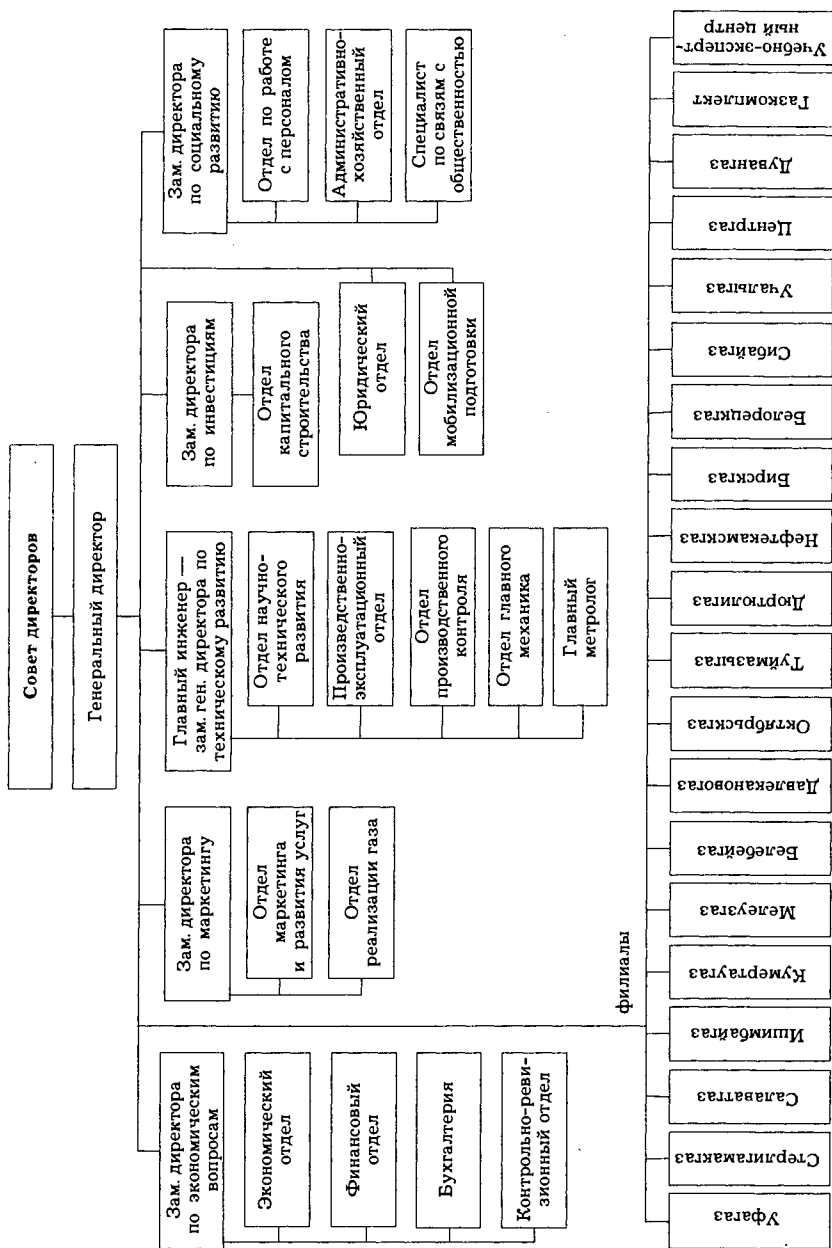 Совет директоров
Генеральный директор
Зам. директора
по экономическим
вопросам
Экономический
отдел
Финансовый
отдел
Бухгалтерия
Контрольно-реви-
зионный отдел
Зам. директора
по маркетингу
Отдел
маркетинга
и развития услуг
Отдел
реализации газа
Главный инженер —
зам. ген. директора по
техническому развитию
Отдел научно-
технического
развития
Произведственно-
эксплуатационный
отдел
Отдел
производственного
контроля
Отдел главного
механика
Главный
метролог
Зам. директора
по инвестициям
Отдел
капитального
строительства
Юридический
отдел
Отдел
мобилизационной
подготовки
Зам. директора
по социальному
развитию
Отдел по работе
с персоналом
Административно-
хозяйственный
отдел
Специалист
по связям с
общественностью
филиалы
Уфагаз
Стерлигамакгаз
Салаватгаз
Ишимбайгаз
Кумертаугаз
Мелеузгаз
Белебейгаз
Давлекановогаз
Октябрьскгаз
Туймазыгаз
Дюртюлигаз
Нефтекамскгаз
Бирскгаз
Белорецкгаз
Сибайгаз
Учалыгаз
Центргаз
Дувангаз
Газкомплект
Учебно-эксперт-
ный центр